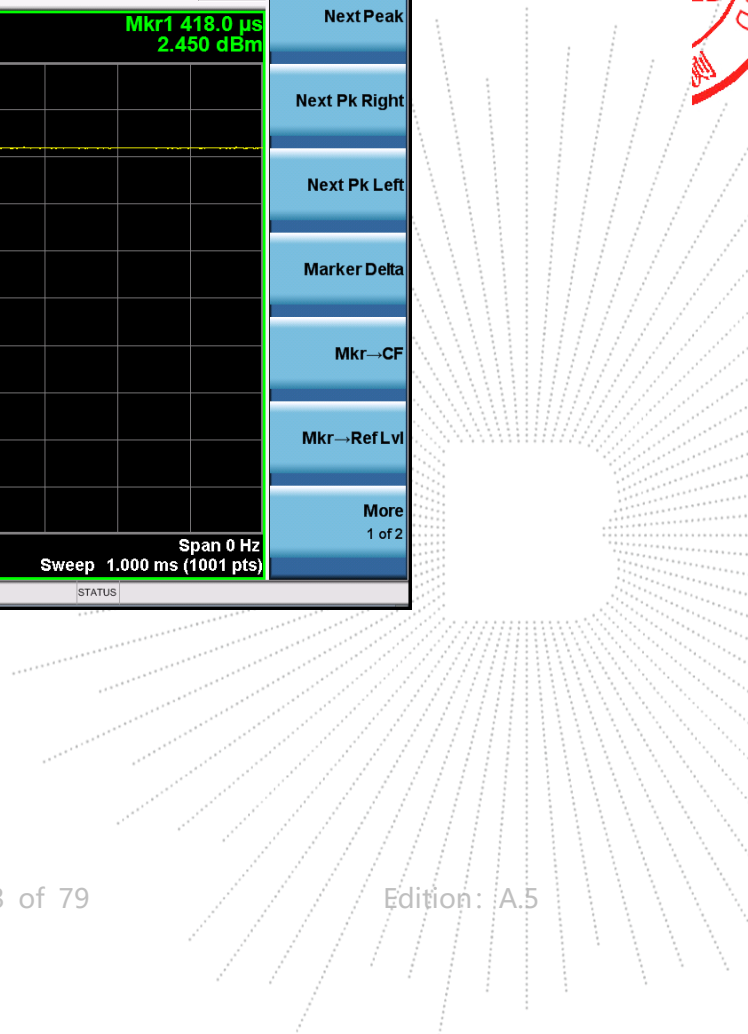 Next Peak
Mkr1 418.0 µs
2.450 dBm
Next Pk Right
Next Pk Left
Marker Delta
Mkr→CF
Mkr→Ref Lvl
More
1 of 2
Span 0 Hz
Sweep 1.000 ms (1001 pts)
STATUS
of 79
Edition: A.5